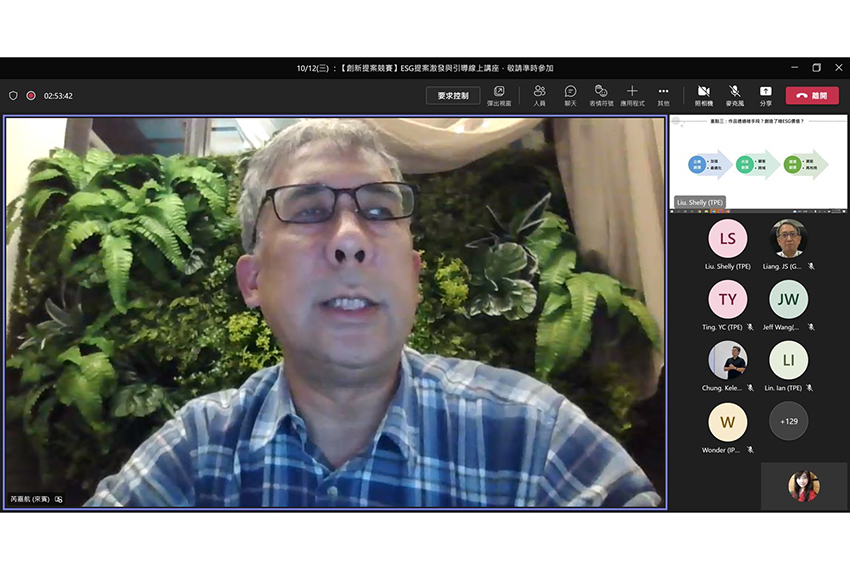 10/12(三) :【創新提案競賽】ESG提案激發與引導線上講座 - 敬請準時參加
02:53:42
要求控制
彈出視窗
人員
聊天
表情符號
應用程式
其他
照相機
麥克風
分享
離開
重點三：作品透過啥手段？創造了啥ESG價值？
Liu. Shelly (TPE)
LS
Liu. Shelly (TPE)
Liang. JS (G...
TY
JW
Ting. YC (TPE)
Jeff Wang(...
LI
Chung. Kele...
Lin. Ian (TPE)
W
+129
Wonder (IP...
芮嘉航 (來賓)